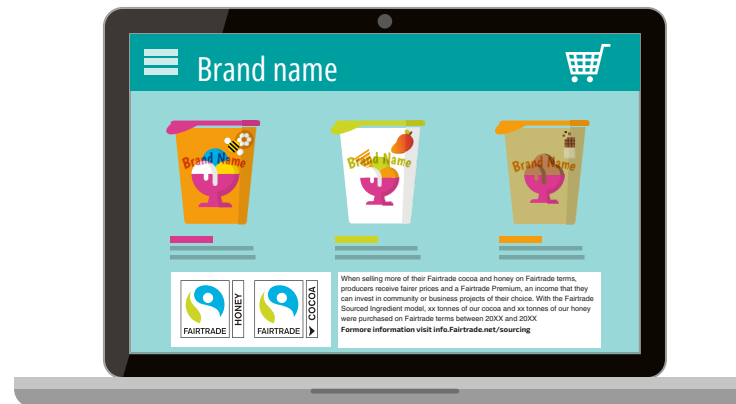 Brand name
Brand Name
Brand Name
Brand Name
FAIRTRADE
HONEY
FAIRTRADE
COCOA
When selling more of their Fairtrade cocoa and honey on Fairtrade terms,
producers receive fairer prices and a Fairtrade Premium, an income that they
can invest in community or business projects of their choice. With the Fairtrade
Sourced Ingredient model, xx tonnes of our cocoa and xx tonnes of our honey
were purchased on Fairtrade terms between 20XX and 20XX
Formore information visit info.Fairtrade.net/sourcing